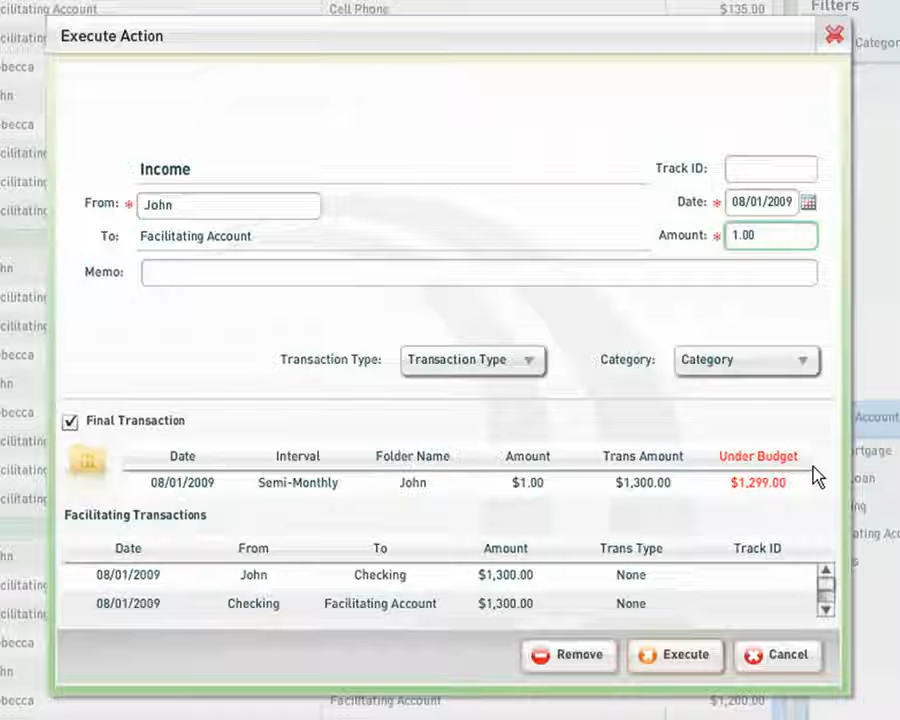 cilitating Account Cell Phone $135.00 Filters
Execute Action
Categor
Income Track ID:
From: * John Date: * 08/01/2009
To: Facilitating Account Amount: * 1.00
Memo:
Transaction Type: Transaction Type Category: Category
Final Transaction
Account
Date Interval Folder Name Amount Trans Amount Under Budget
08/01/2009 Semi-Monthly John $1.00 $1,300.00 $1,299.00
Facilitating Transactions
Date From To Amount Trans Type Track ID
08/01/2009 John Checking $1,300.00 None
08/01/2009 Checking Facilitating Account $1,300.00 None
Remove Execute Cancel
Facilitating Account $1,200.00